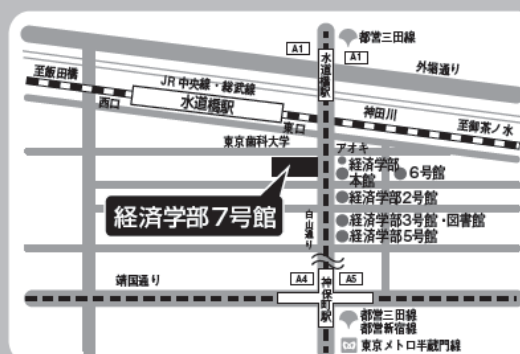 都営三田線
A1
A1
水道橋駅
外堀通り
至飯田橋
JR 中央線・総武線
西口
水道橋駅
神田川
東口
至御茶ノ水
東京歯科大学
アオキ
経済学部
本館
6号館
経済学部2号館
経済学部7号館
白山通り
経済学部3号館・図書館
経済学部5号館
靖国通り
A4
A5
神保町駅
都営三田線
都営新宿線
東京メトロ半蔵門線